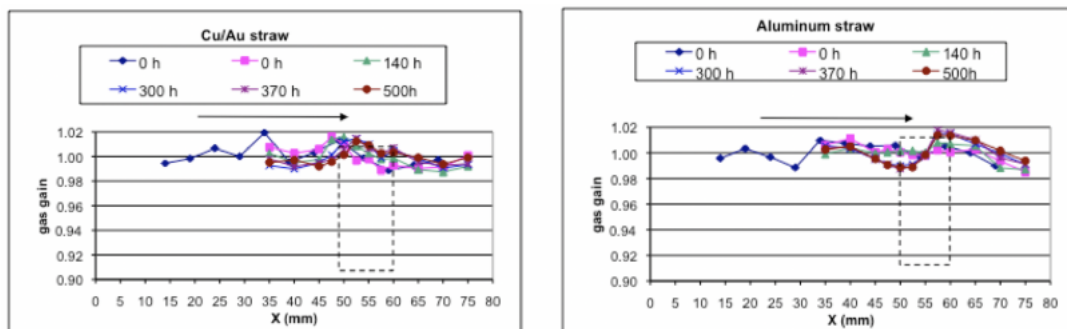 Cu/Au straw
0 h 0 h 140 h
300 h 370 h 500h
1.02
1.00
0.98
0.96
0.94
0.92
0.90
gas gain
0 5 10 15 20 25 30 35 40 45 50 55 60 65 70 75 80
X (mm)
Aluminum straw
0 h 0 h 140 h
300 h 370 h 500 h
1.02
1.00
0.98
0.96
0.94
0.92
0.90
gas gain
0 5 10 15 20 25 30 35 40 45 50 55 60 65 70 75 80
X (mm)